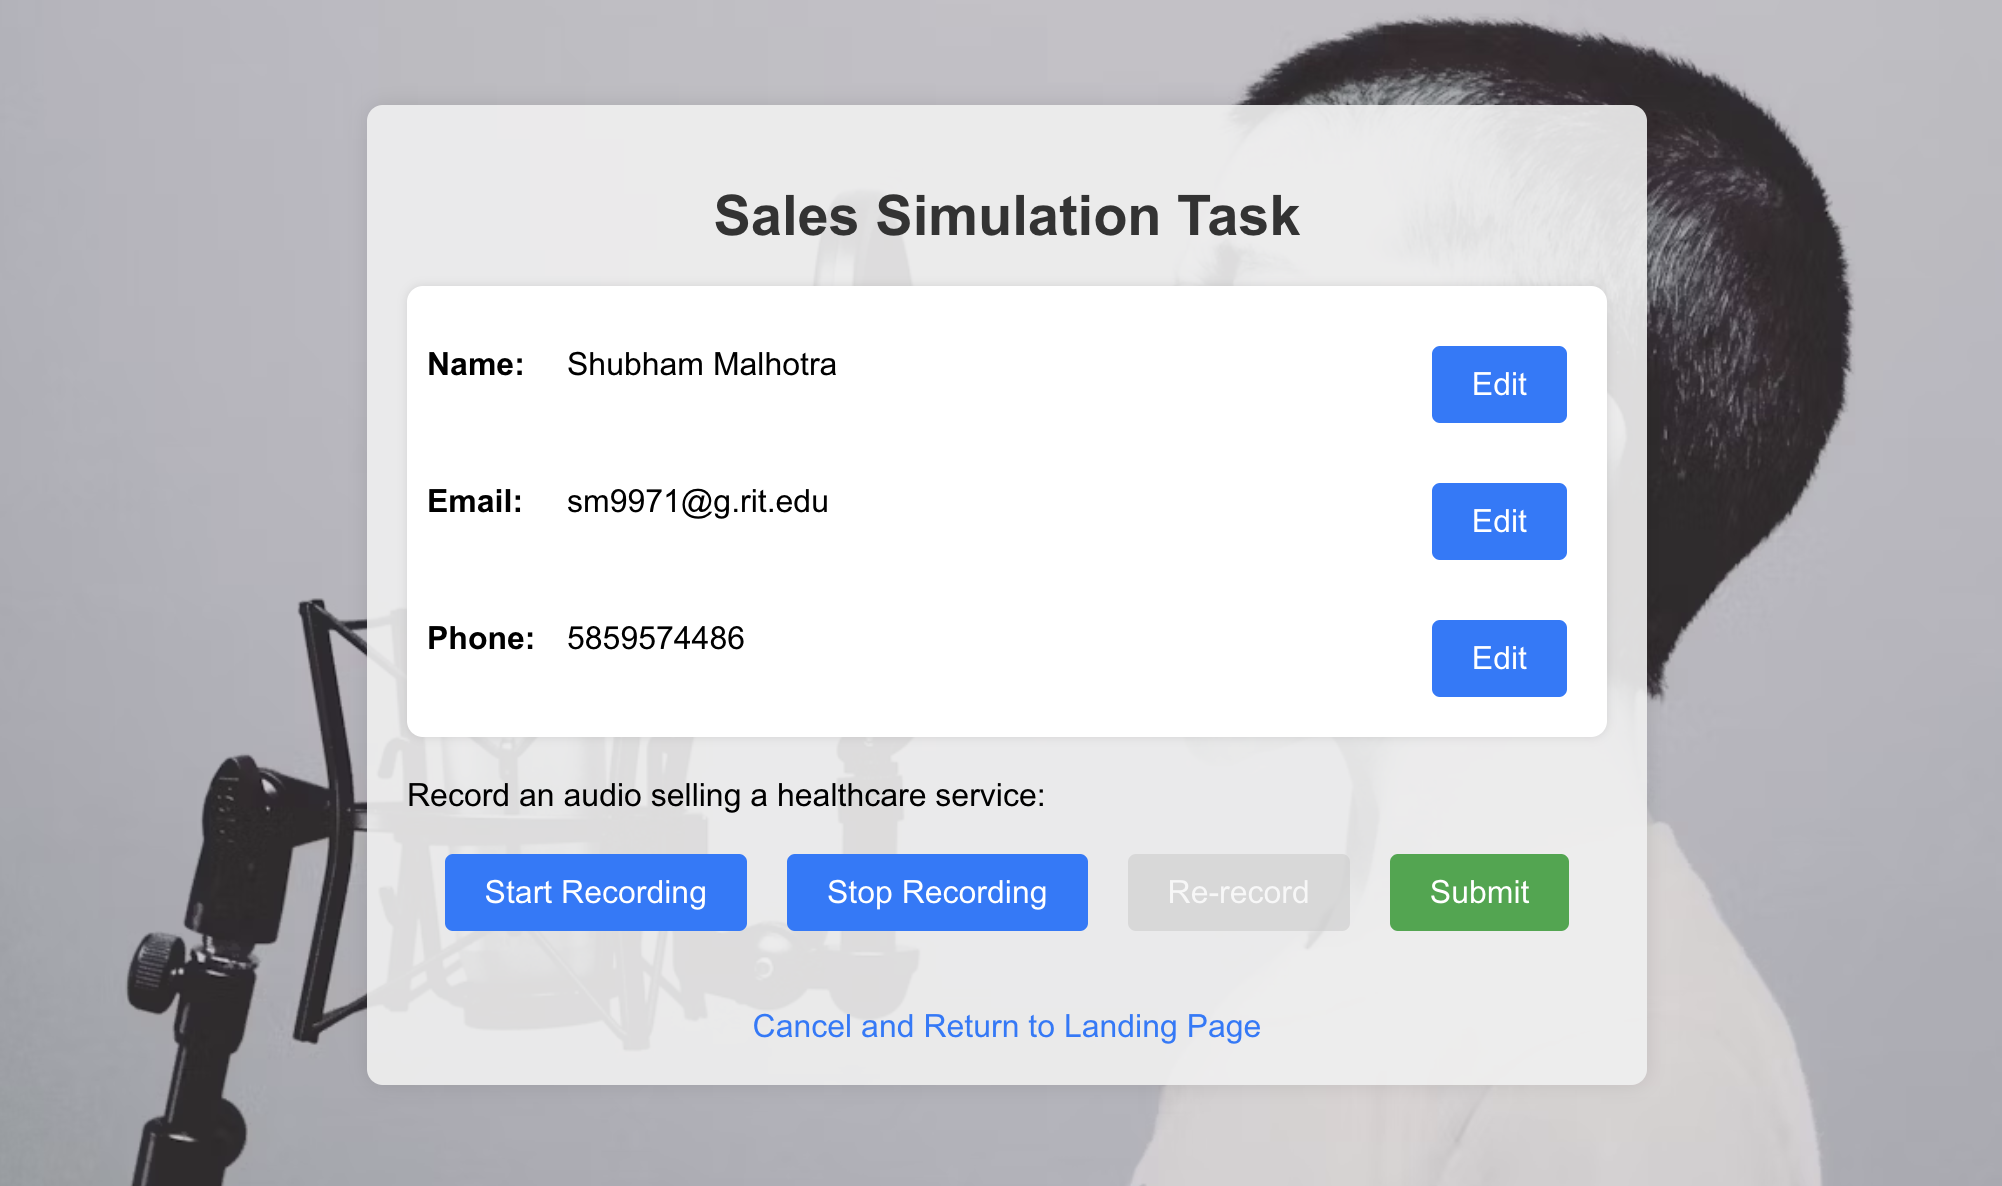 Sales Simulation Task
Name: Shubham Malhotra Edit
Email: sm9971@g.rit.edu Edit
Phone: 5859574486 Edit
Record an audio selling a healthcare service:
Start Recording Stop Recording Re-record Submit
Cancel and Return to Landing Page